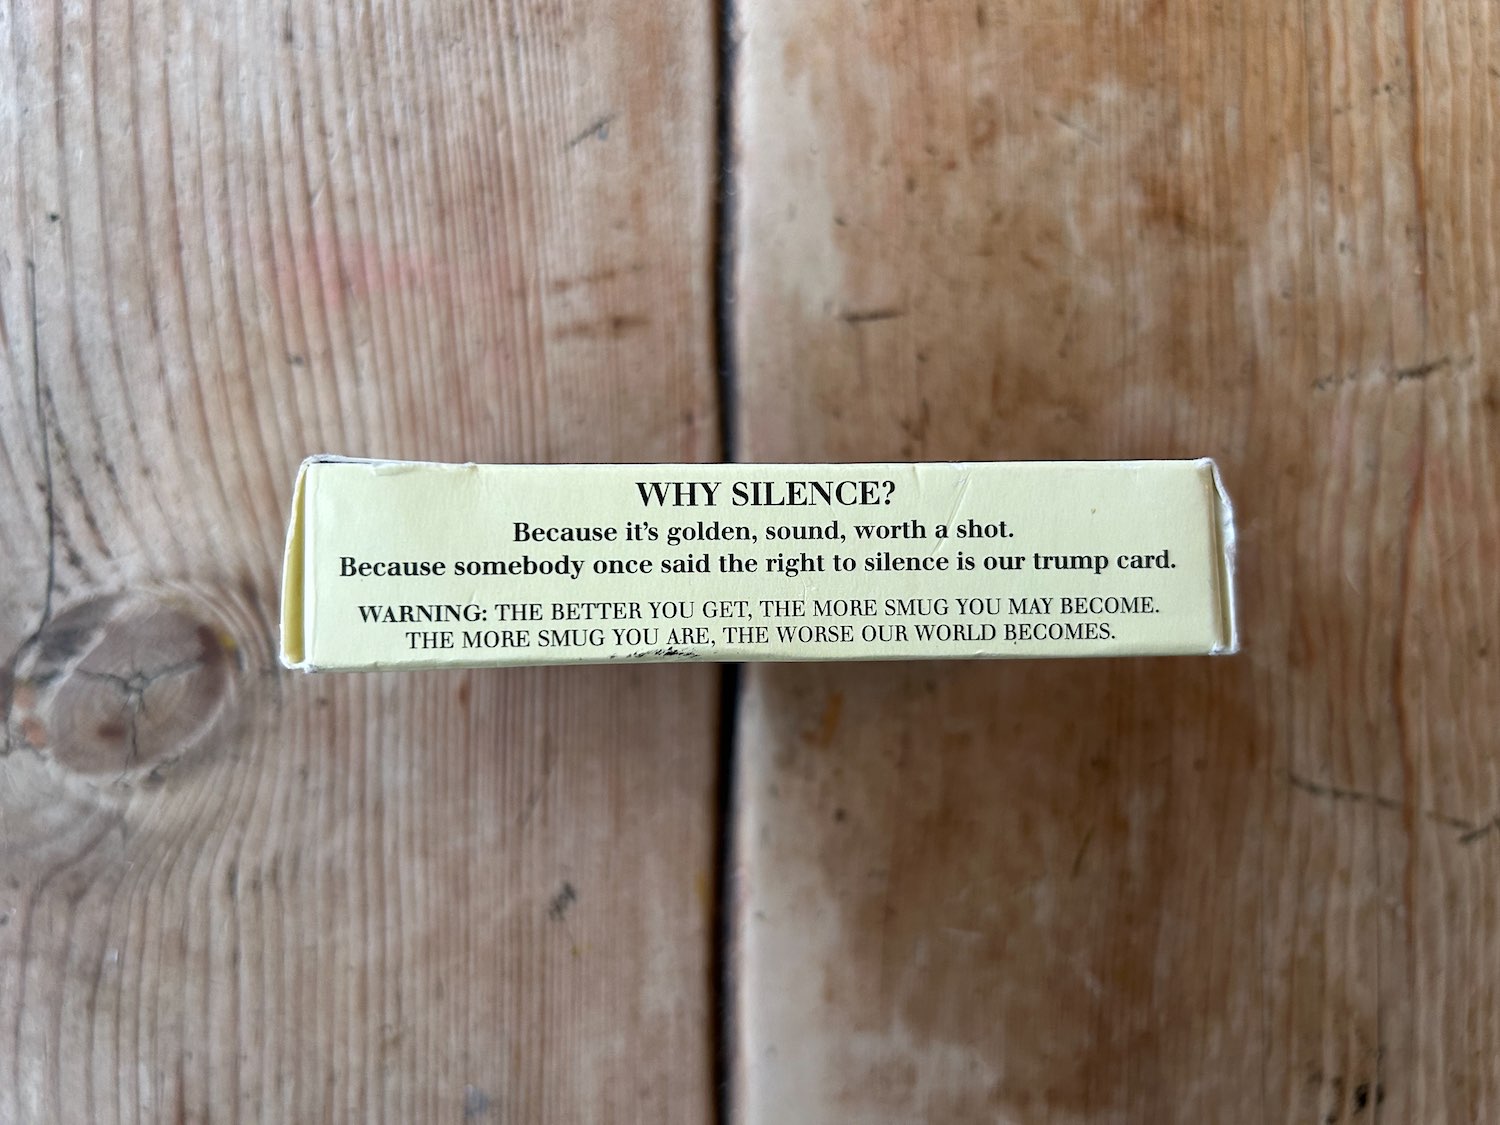 WHY SILENCE?
Because it's golden, sound, worth a shot.
Because somebody once said the right to silence is our trump card.
WARNING: THE BETTER YOU GET, THE MORE SMUG YOU MAY BECOME.
THE MORE SMUG YOU ARE, THE WORSE OUR WORLD BECOMES.